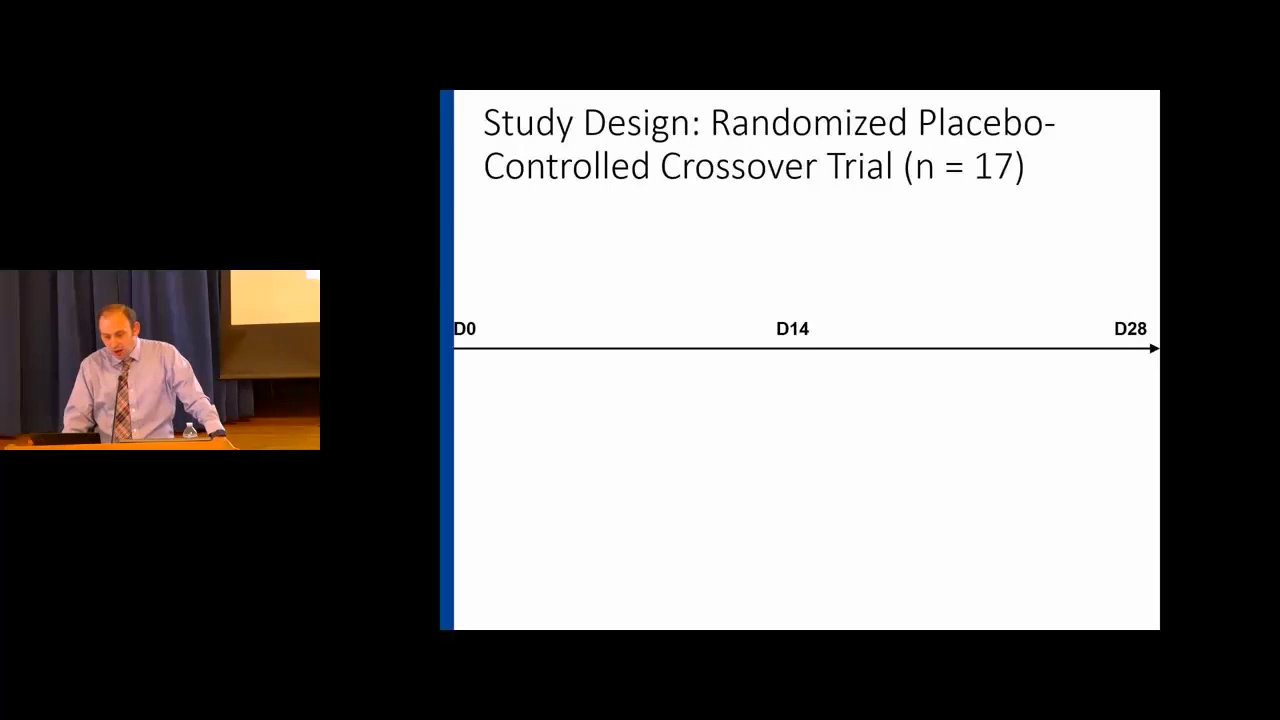 Study Design: Randomized Placebo-
Controlled Crossover Trial (n = 17)
D0 D14 D28